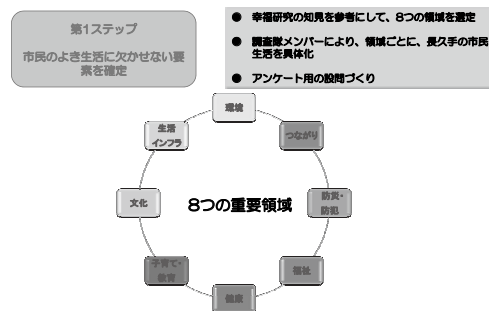 第1ステップ
市民のよき生活に欠かせない要
素を確定
● 幸福研究の知見を参考にして、8つの領域を選定
● 調査隊メンバーにより、領域ごとに、長久手の市民
生活を具体化
● アンケート用の設問づくり
環境
生活
インフラ
つながり
文化
8つの重要領域
防災・
防犯
子育て・
教育
福祉
健康